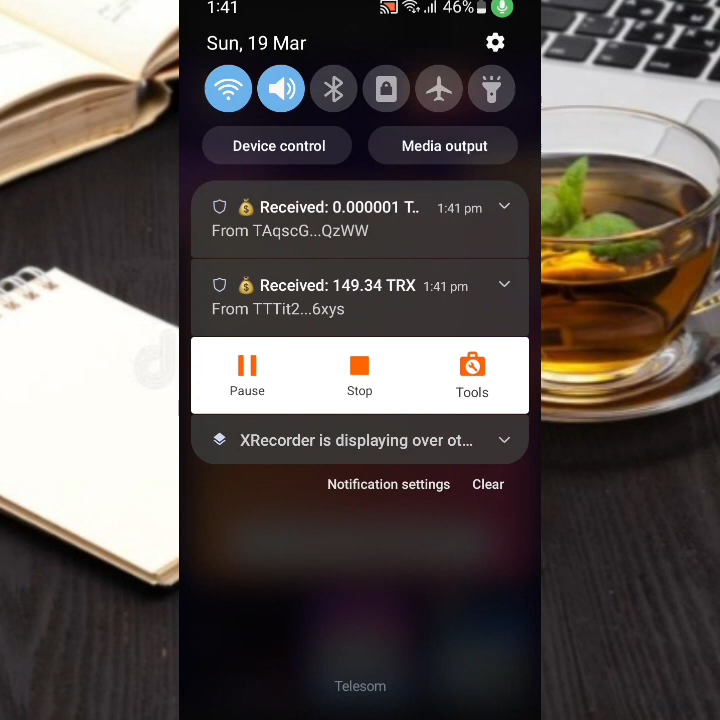 1:41
46%
Sun, 19 Mar
Device control
Media output
Received: 0.000001 T..
1:41 pm
From TAqscG...QzWW
Received: 149.34 TRX
1:41 pm
From TTTit2...6xys
Pause
Stop
Tools
XRecorder is displaying over ot...
Notification settings
Clear
Telesom